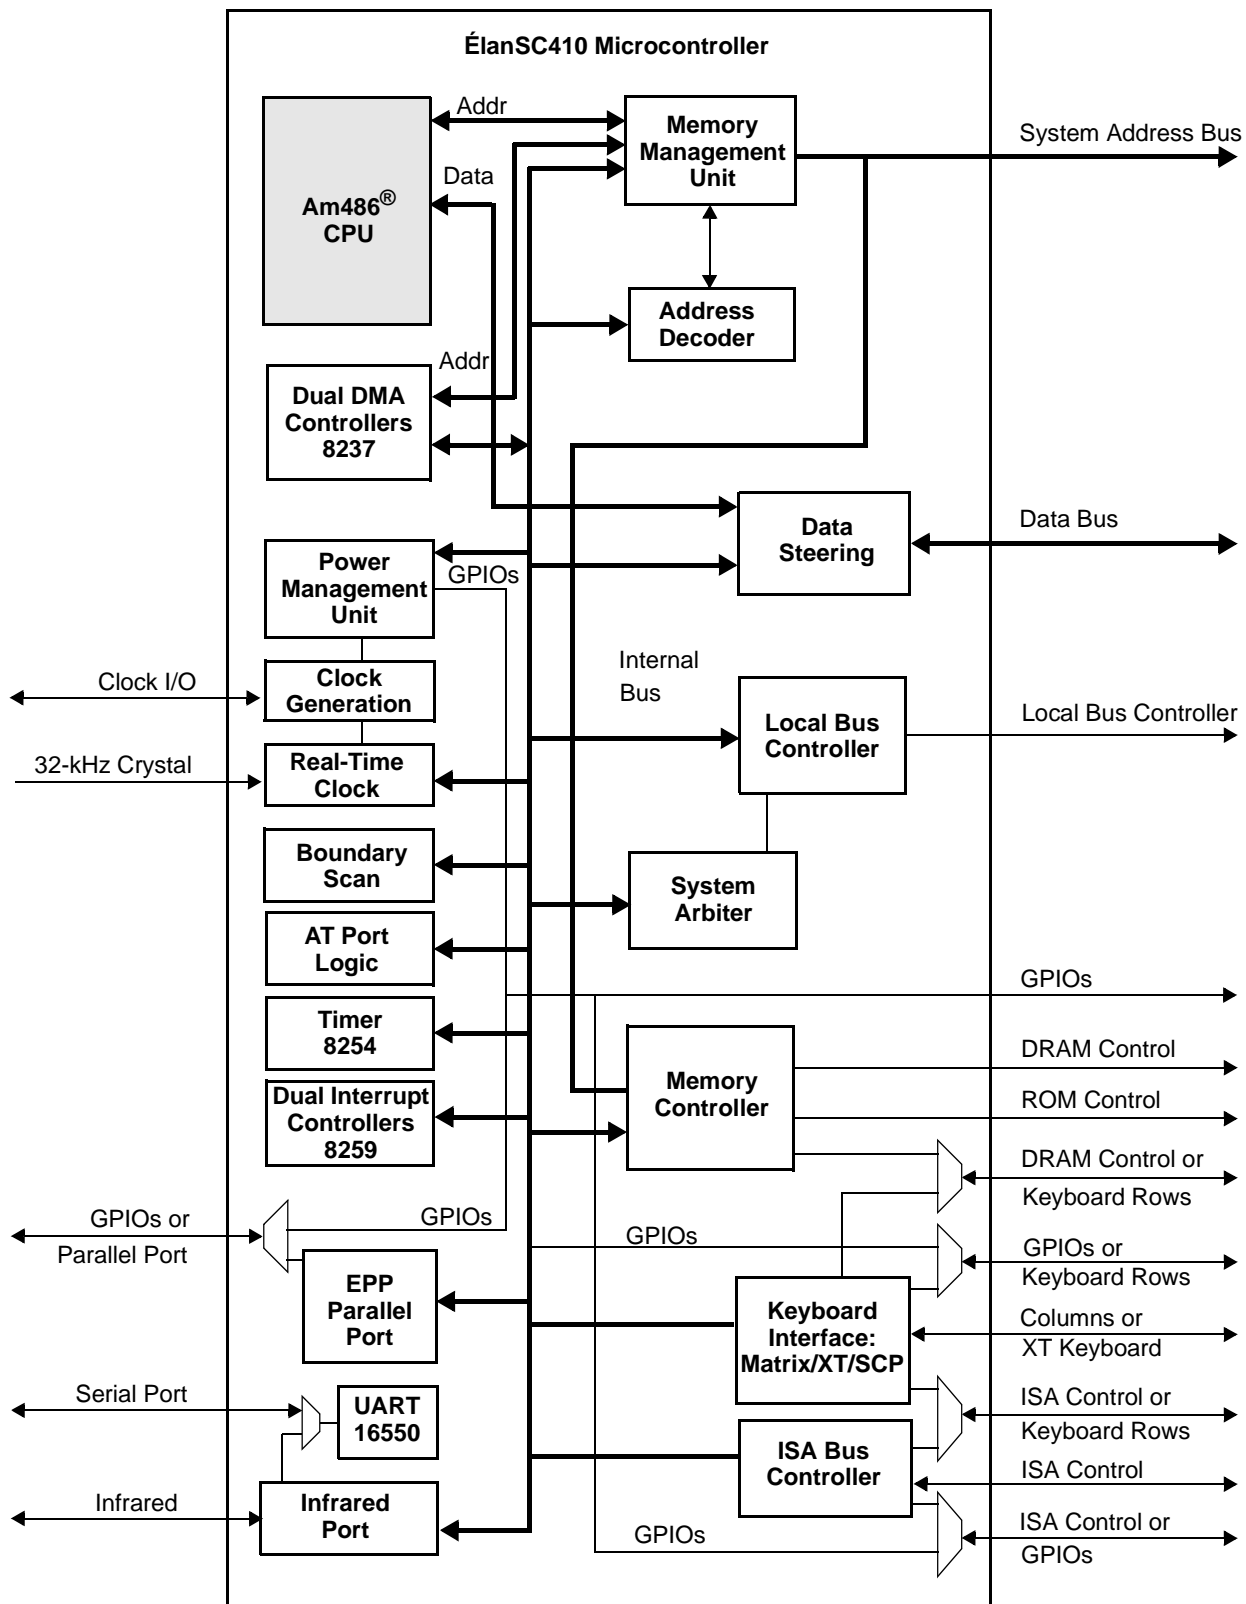 ÉlanSC410 Microcontroller
Addr
Memory
Management
Unit
System Address Bus
Data
Am486®
CPU
Address
Decoder
Addr
Dual DMA
Controllers
8237
Data
Steering
Data Bus
Power
Management
Unit
GPIOs
Internal
Bus
Clock I/O
Clock
Generation
Local Bus
Controller
Local Bus Controller
32-kHz Crystal
Real-Time
Clock
Boundary
Scan
System
Arbiter
AT Port
Logic
GPIOs
Timer
8254
DRAM Control
Memory
Controller
ROM Control
Dual Interrupt
Controllers
8259
DRAM Control or
Keyboard Rows
GPIOs or
Parallel Port
GPIOs
GPIOs
GPIOs or
Keyboard Rows
EPP
Parallel
Port
Keyboard
Interface:
Matrix/XT/SCP
Columns or
XT Keyboard
Serial Port
UART
16550
ISA Control or
Keyboard Rows
ISA Bus
Controller
ISA Control
Infrared
Infrared
Port
GPIOs
ISA Control or
GPIOs